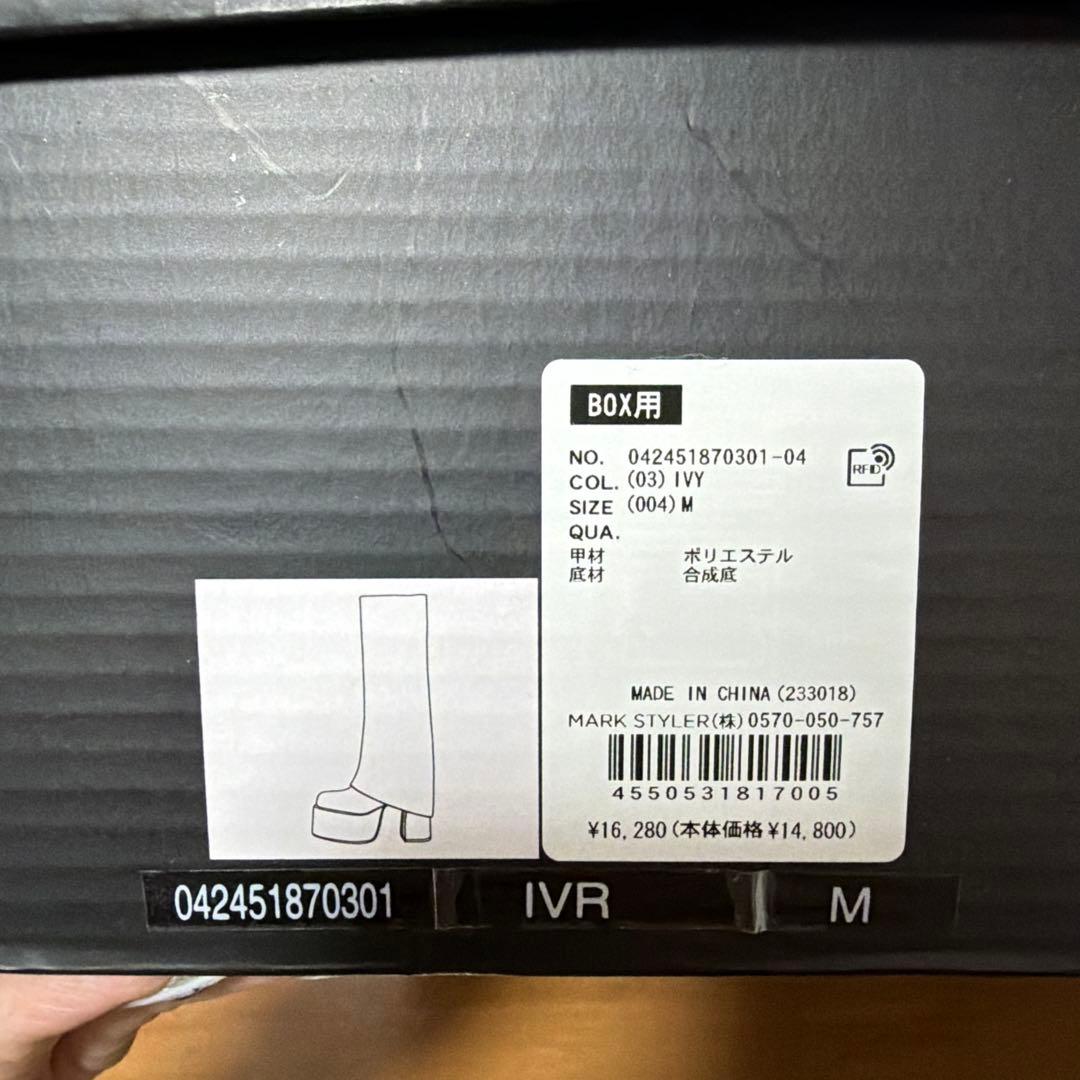 BOX用
NO. 042451870301-04
RFID
COL. (03) IVY
SIZE (004) M
QUA.
甲材 ポリエステル
底材 合成底
MADE IN CHINA (233018)
MARK STYLER(株) 0570-050-757
4550531817005
¥16,280 (本体価格¥14,800)
042451870301 IVR M